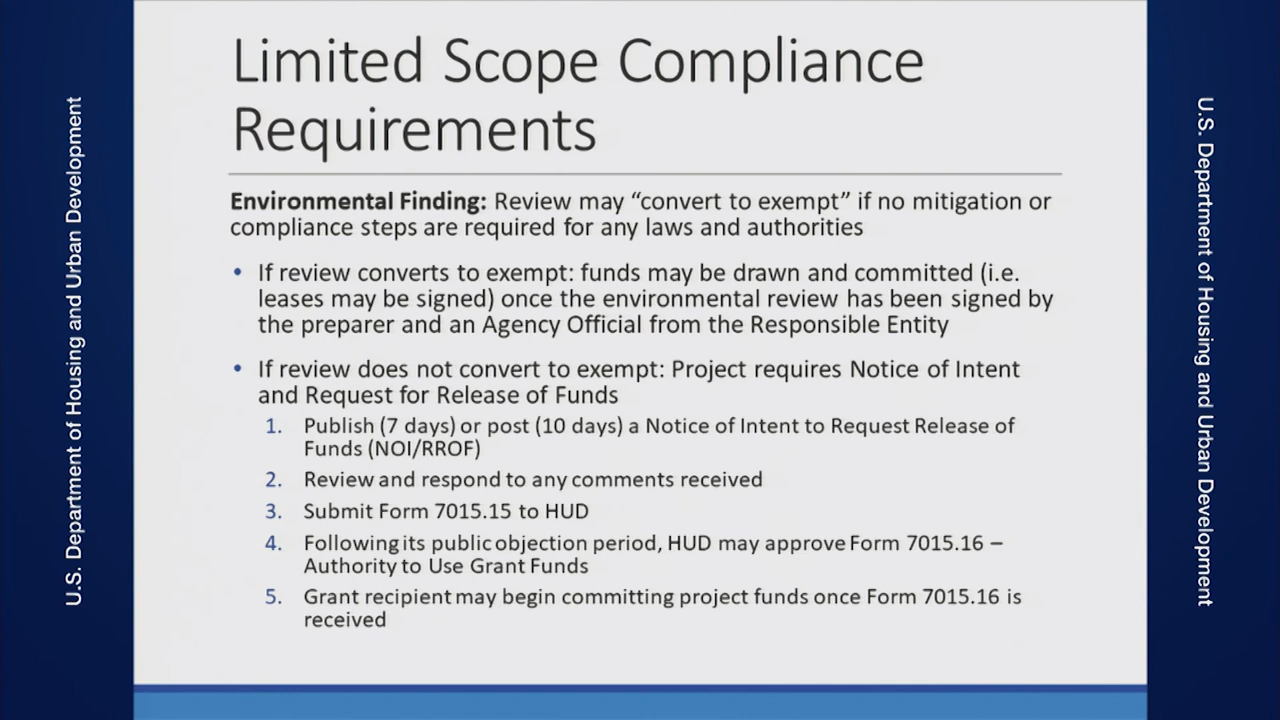 Limited Scope Compliance
Requirements
Environmental Finding: Review may “convert to exempt” if no mitigation or
compliance steps are required for any laws and authorities
• If review converts to exempt: funds may be drawn and committed (i.e.
leases may be signed) once the environmental review has been signed by
the preparer and an Agency Official from the Responsible Entity
• If review does not convert to exempt: Project requires Notice of Intent
and Request for Release of Funds
1. Publish (7 days) or post (10 days) a Notice of Intent to Request Release of
Funds (NOI/RROF)
2. Review and respond to any comments received
3. Submit Form 7015.15 to HUD
4. Following its public objection period, HUD may approve Form 7015.16 –
Authority to Use Grant Funds
5. Grant recipient may begin committing project funds once Form 7015.16 is
received
U.S. Department of Housing and Urban Development
U.S. Department of Housing and Urban Development